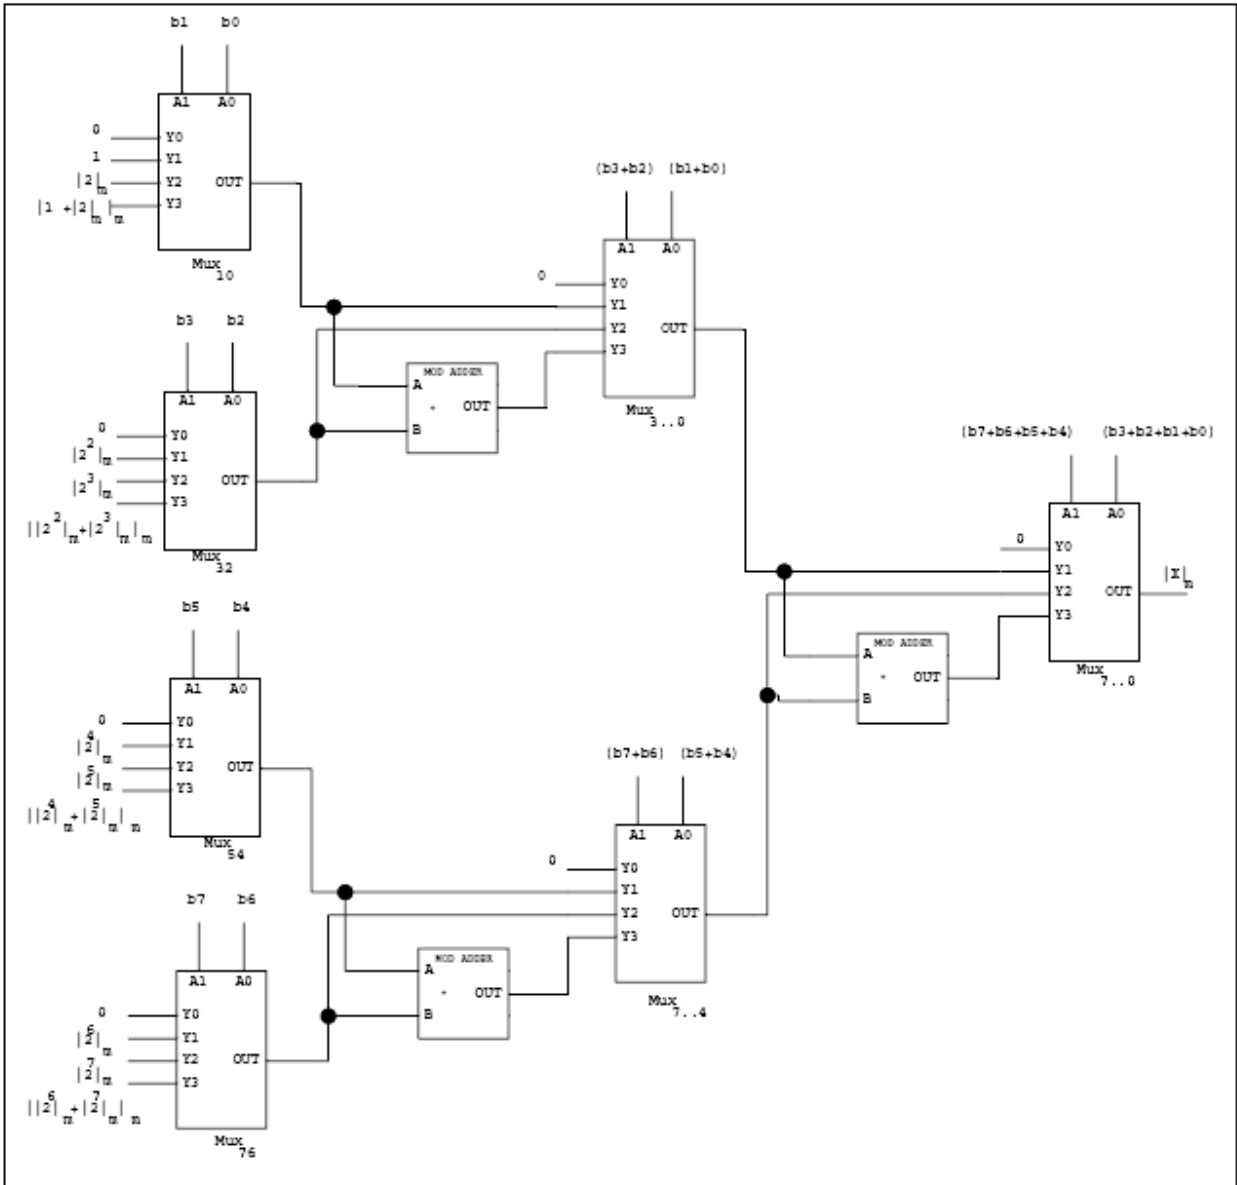 b1 b0
A1 A0
0 Y0
1 Y1
|2|m Y2 OUT
|1 +|2|m|m Y3
Mux10
b3 b2
A1 A0
0 Y0
|2^2|m Y1
|2^3|m Y2 OUT
||2^2|m+|2^3|m|m Y3
Mux32
MOD ADDER
A
+ OUT
B
(b3+b2) (b1+b0)
A1 A0
0 Y0
Y1
Y2 OUT
Y3
Mux3..0
b5 b4
A1 A0
0 Y0
|2^4|m Y1
|2^5|m Y2 OUT
||2^4|m+|2^5|m|m Y3
Mux54
b7 b6
A1 A0
0 Y0
|2^6|m Y1
|2^7|m Y2 OUT
||2^6|m+|2^7|m|m Y3
Mux76
MOD ADDER
A
+ OUT
B
(b7+b6) (b5+b4)
A1 A0
0 Y0
Y1
Y2 OUT
Y3
Mux7..4
MOD ADDER
A
+ OUT
B
(b7+b6+b5+b4) (b3+b2+b1+b0)
A1 A0
0 Y0
Y1
Y2 OUT |X|m
Y3
Mux7..0